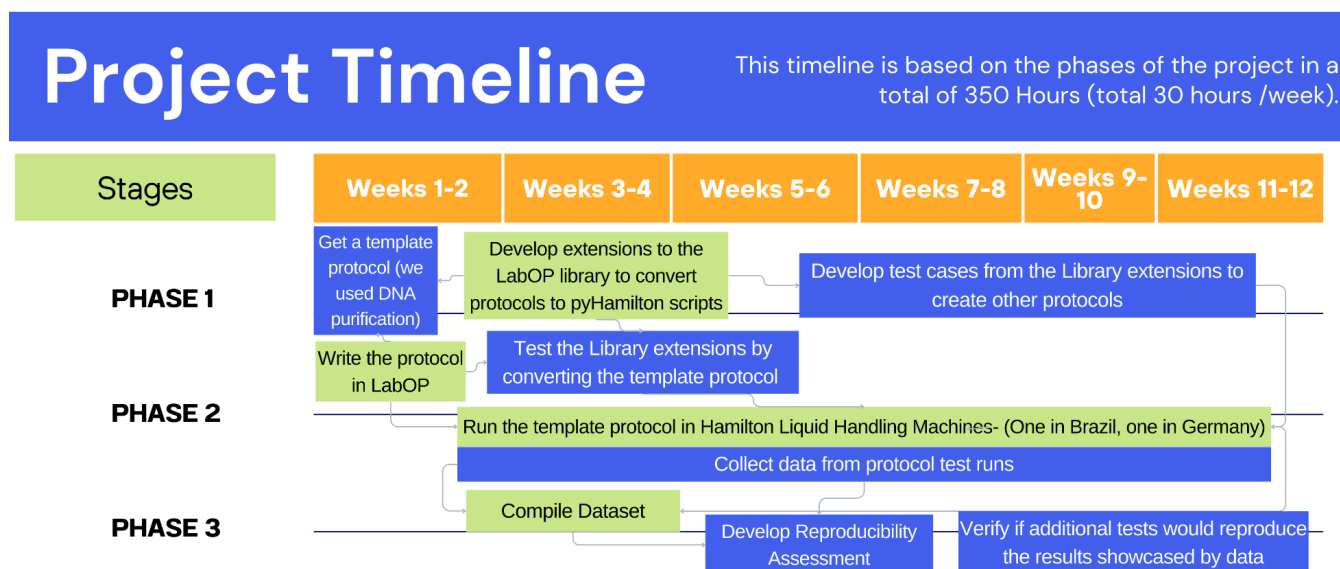 Project Timeline
This timeline is based on the phases of the project in a
total of 350 Hours (total 30 hours /week).
Stages
Weeks 1-2
Weeks 3-4
Weeks 5-6
Weeks 7-8
Weeks 9-
10
Weeks 11-12
PHASE 1
Get a template
protocol (we
used DNA
purification)
Develop extensions to the
LabOP library to convert
protocols to pyHamilton scripts
Develop test cases from the Library extensions to
create other protocols
Write the protocol
in LabOP
Test the Library extensions by
converting the template protocol
PHASE 2
Run the template protocol in Hamilton Liquid Handling Machines- (One in Brazil, one in Germany)
Collect data from protocol test runs
PHASE 3
Compile Dataset
Develop Reproducibility
Assessment
Verify if additional tests would reproduce
the results showcased by data